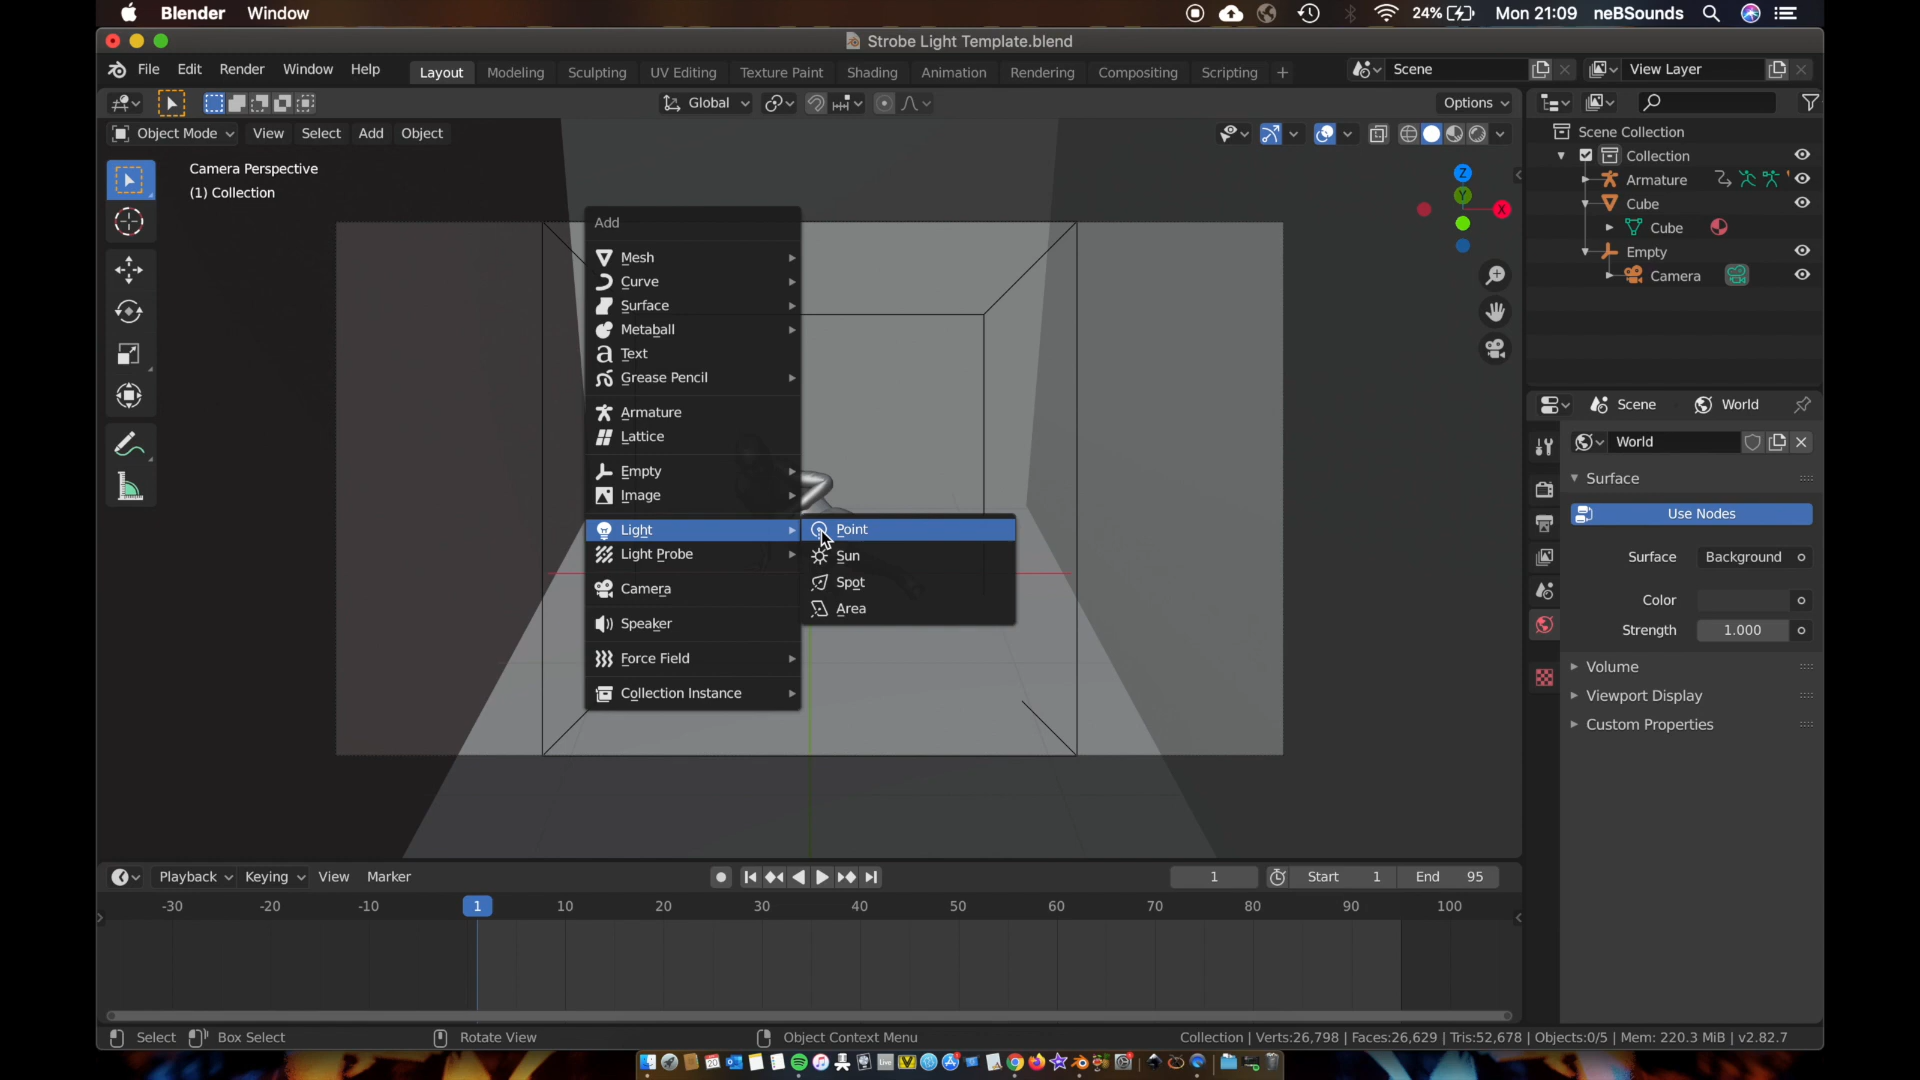 Blender Window 24% Mon 21:09 neBSounds
Strobe Light Template.blend
File Edit Render Window Help Layout Modeling Sculpting UV Editing Texture Paint Shading Animation Rendering Compositing Scripting + Scene View Layer
Global Options
Object Mode View Select Add Object
Camera Perspective
(1) Collection
Z
Y
X
Add
Mesh
Curve
Surface
Metaball
Text
Grease Pencil
Armature
Lattice
Empty
Image
Light
Light Probe
Camera
Speaker
Force Field
Collection Instance
Point
Sun
Spot
Area
Scene Collection
Collection
Armature
Cube
Cube
Empty
Camera
Scene World
World
Surface
Use Nodes
Surface Background
Color
Strength 1.000
Volume
Viewport Display
Custom Properties
Playback Keying View Marker 1 Start 1 End 95
-30 -20 -10 1 10 20 30 40 50 60 70 80 90 100
Select Box Select Rotate View Object Context Menu Collection | Verts:26,798 | Faces:26,629 | Tris:52,678 | Objects:0/5 | Mem: 220.3 MiB | v2.82.7